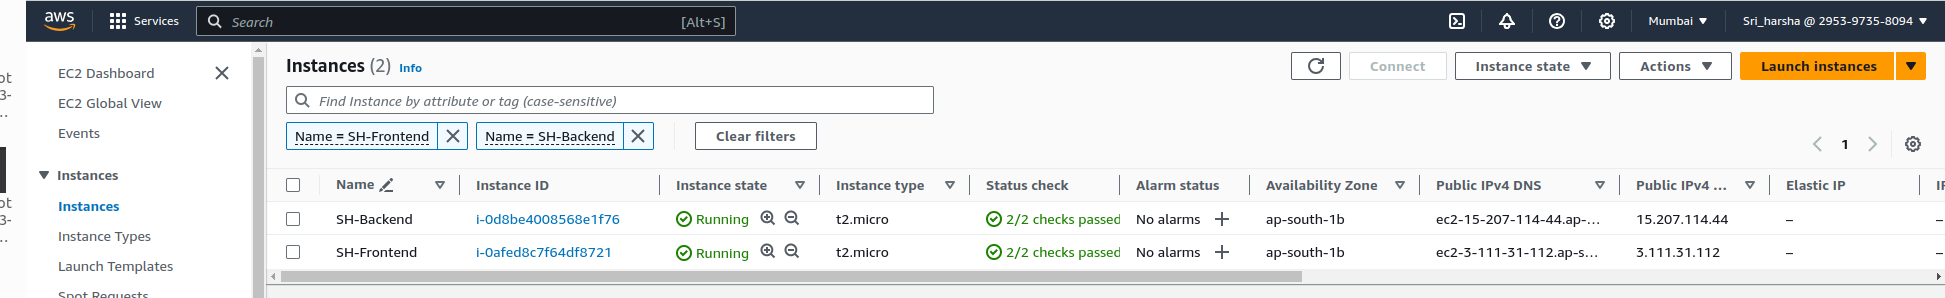 aws Services Search [Alt+S] Mumbai Sri_harsha @ 2953-9735-8094
EC2 Dashboard
EC2 Global View
Events
Instances
Instances
Instance Types
Launch Templates
Spot Requests
Instances (2) Info
Connect Instance state Actions Launch instances
Find Instance by attribute or tag (case-sensitive)
Name = SH-Frontend Name = SH-Backend Clear filters
1
Name Instance ID Instance state Instance type Status check Alarm status Availability Zone Public IPv4 DNS Public IPv4 ... Elastic IP
SH-Backend i-0d8be4008568e1f76 Running t2.micro 2/2 checks passed No alarms ap-south-1b ec2-15-207-114-44.ap-... 15.207.114.44 –
SH-Frontend i-0afed8c7f64df8721 Running t2.micro 2/2 checks passed No alarms ap-south-1b ec2-3-111-31-112.ap-s... 3.111.31.112 –